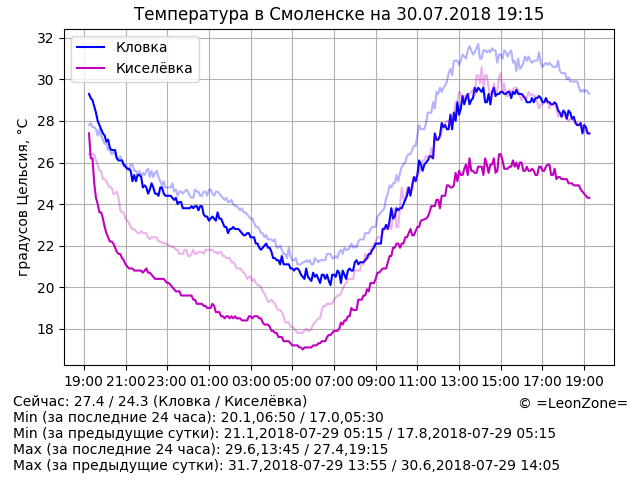 Температура в Смоленске на 30.07.2018 19:15
Кловка
Киселёвка
градусов Цельсия, °C
32
30
28
26
24
22
20
18
19:00 21:00 23:00 01:00 03:00 05:00 07:00 09:00 11:00 13:00 15:00 17:00 19:00
Сейчас: 27.4 / 24.3 (Кловка / Киселёвка)
© =LeonZone=
Min (за последние 24 часа): 20.1,06:50 / 17.0,05:30
Min (за предыдущие сутки): 21.1,2018-07-29 05:15 / 17.8,2018-07-29 05:15
Max (за последние 24 часа): 29.6,13:45 / 27.4,19:15
Max (за предыдущие сутки): 31.7,2018-07-29 13:55 / 30.6,2018-07-29 14:05